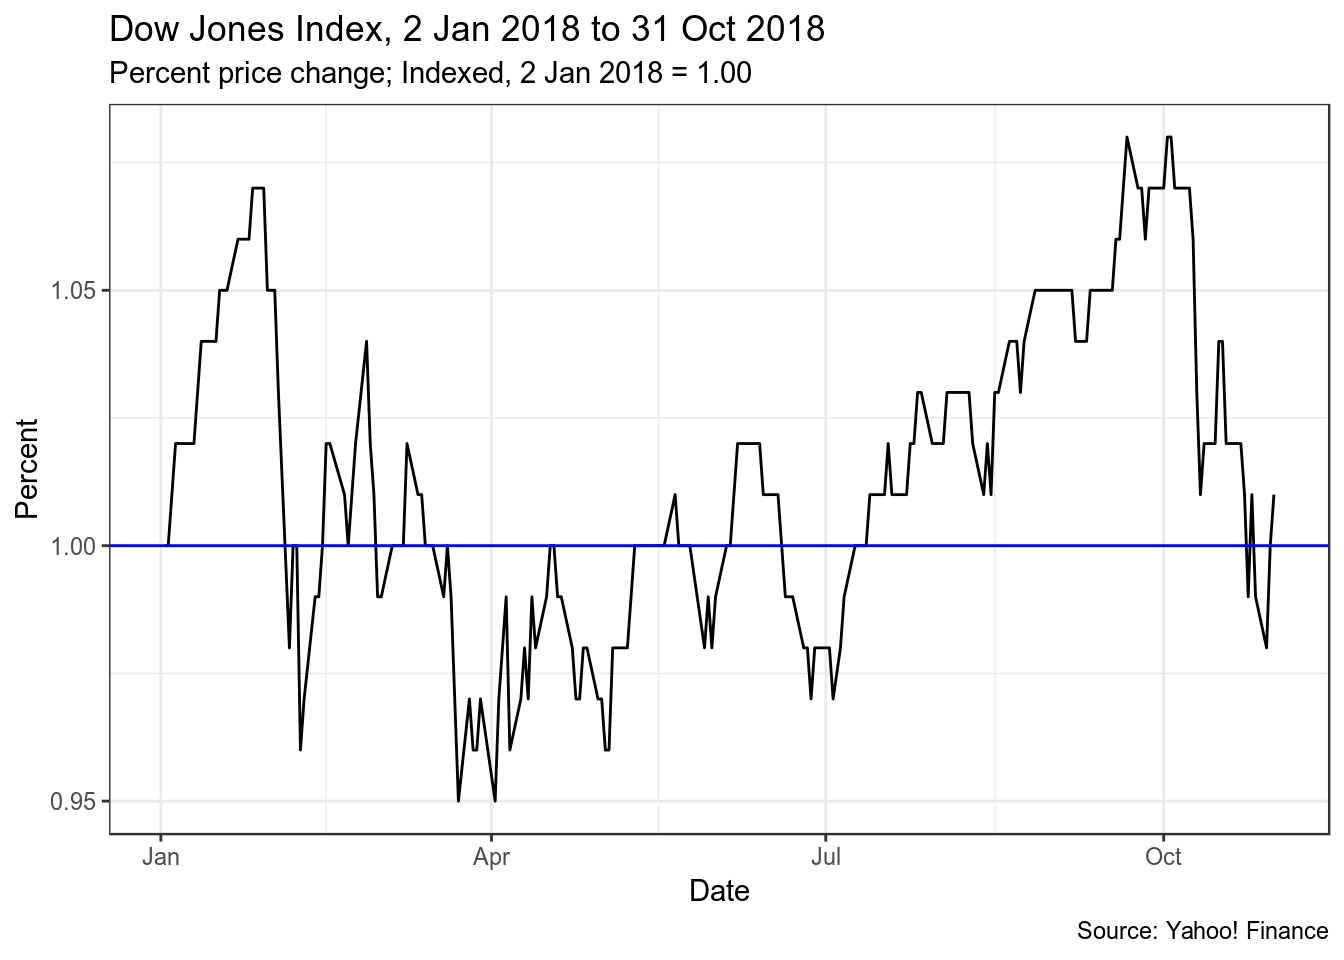 Dow Jones Index, 2 Jan 2018 to 31 Oct 2018
Percent price change; Indexed, 2 Jan 2018 = 1.00
Percent
1.05
1.00
0.95
Jan Apr Jul Oct
Date
Source: Yahoo! Finance